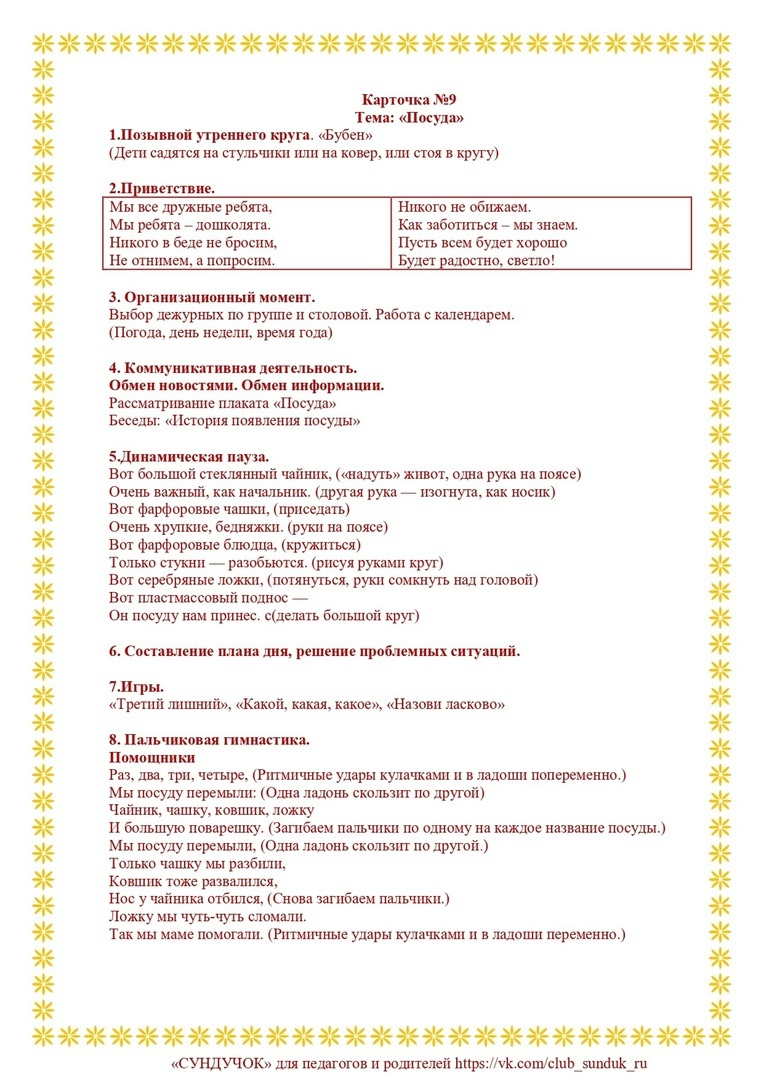 Карточка №9
Тема: «Посуда»
1.Позывной утреннего круга. «Бубен»
(Дети садятся на стульчики или на ковер, или стоя в кругу)
2.Приветствие.
Мы все дружные ребята,
Мы ребята – дошколята.
Никого в беде не бросим,
Не отнимем, а попросим.
Никого не обижаем.
Как заботиться – мы знаем.
Пусть всем будет хорошо
Будет радостно, светло!
3. Организационный момент.
Выбор дежурных по группе и столовой. Работа с календарем.
(Погода, день недели, время года)
4. Коммуникативная деятельность.
Обмен новостями. Обмен информации.
Рассматривание плаката «Посуда»
Беседы: «История появления посуды»
5.Динамическая пауза.
Вот большой стеклянный чайник, («надуть» живот, одна рука на поясе)
Очень важный, как начальник. (другая рука — изогнута, как носик)
Вот фарфоровые чашки, (приседать)
Очень хрупкие, бедняжки. (руки на поясе)
Вот фарфоровые блюдца, (кружиться)
Только стукни — разобьются. (рисуя руками круг)
Вот серебряные ложки, (потянуться, руки сомкнуть над головой)
Вот пластмассовый поднос —
Он посуду нам принес. с(делать большой круг)
6. Составление плана дня, решение проблемных ситуаций.
7.Игры.
«Третий лишний», «Какой, какая, какое», «Назови ласково»
8. Пальчиковая гимнастика.
Помощники
Раз, два, три, четыре, (Ритмичные удары кулачками и в ладоши попеременно.)
Мы посуду перемыли: (Одна ладонь скользит по другой)
Чайник, чашку, ковшик, ложку
И большую поварешку. (Загибаем пальчики по одному на каждое название посуды.)
Мы посуду перемыли, (Одна ладонь скользит по другой.)
Только чашку мы разбили,
Ковшик тоже развалился,
Нос у чайника отбился, (Снова загибаем пальчики.)
Ложку мы чуть-чуть сломали.
Так мы маме помогали. (Ритмичные удары кулачками и в ладоши переменно.)
«СУНДУЧОК» для педагогов и родителей https://vk.com/club_sunduk_ru